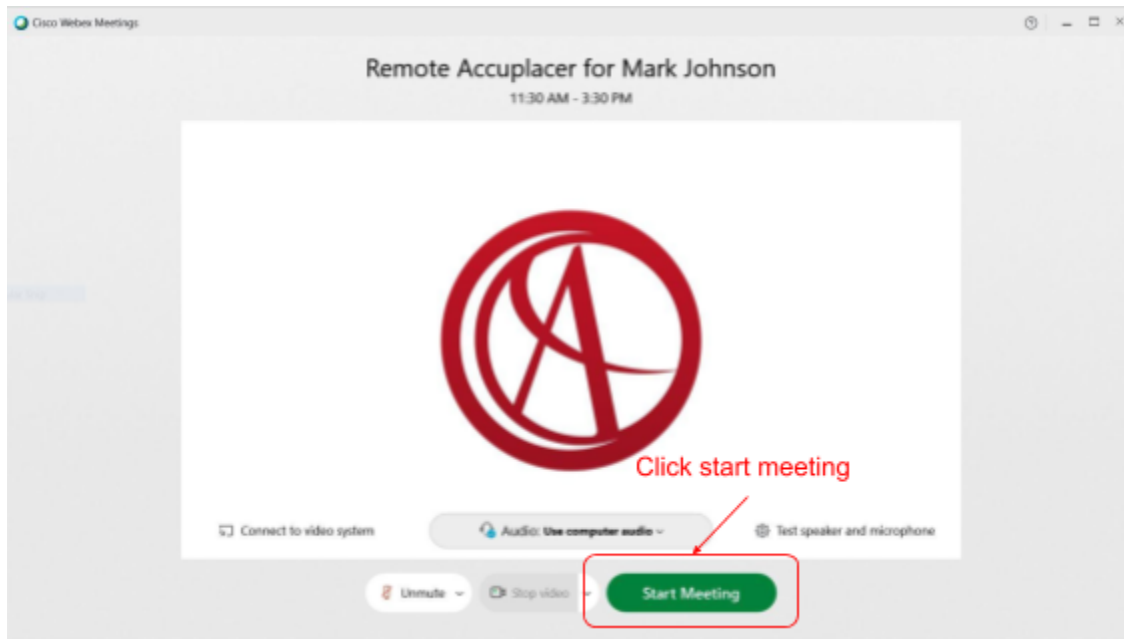 Cisco Webex Meetings
Remote Accuplacer for Mark Johnson
11:30 AM - 3:30 PM
Click start meeting
Connect to video system
Audio: Use computer audio
Test speaker and microphone
Unmute
Stop video
Start Meeting